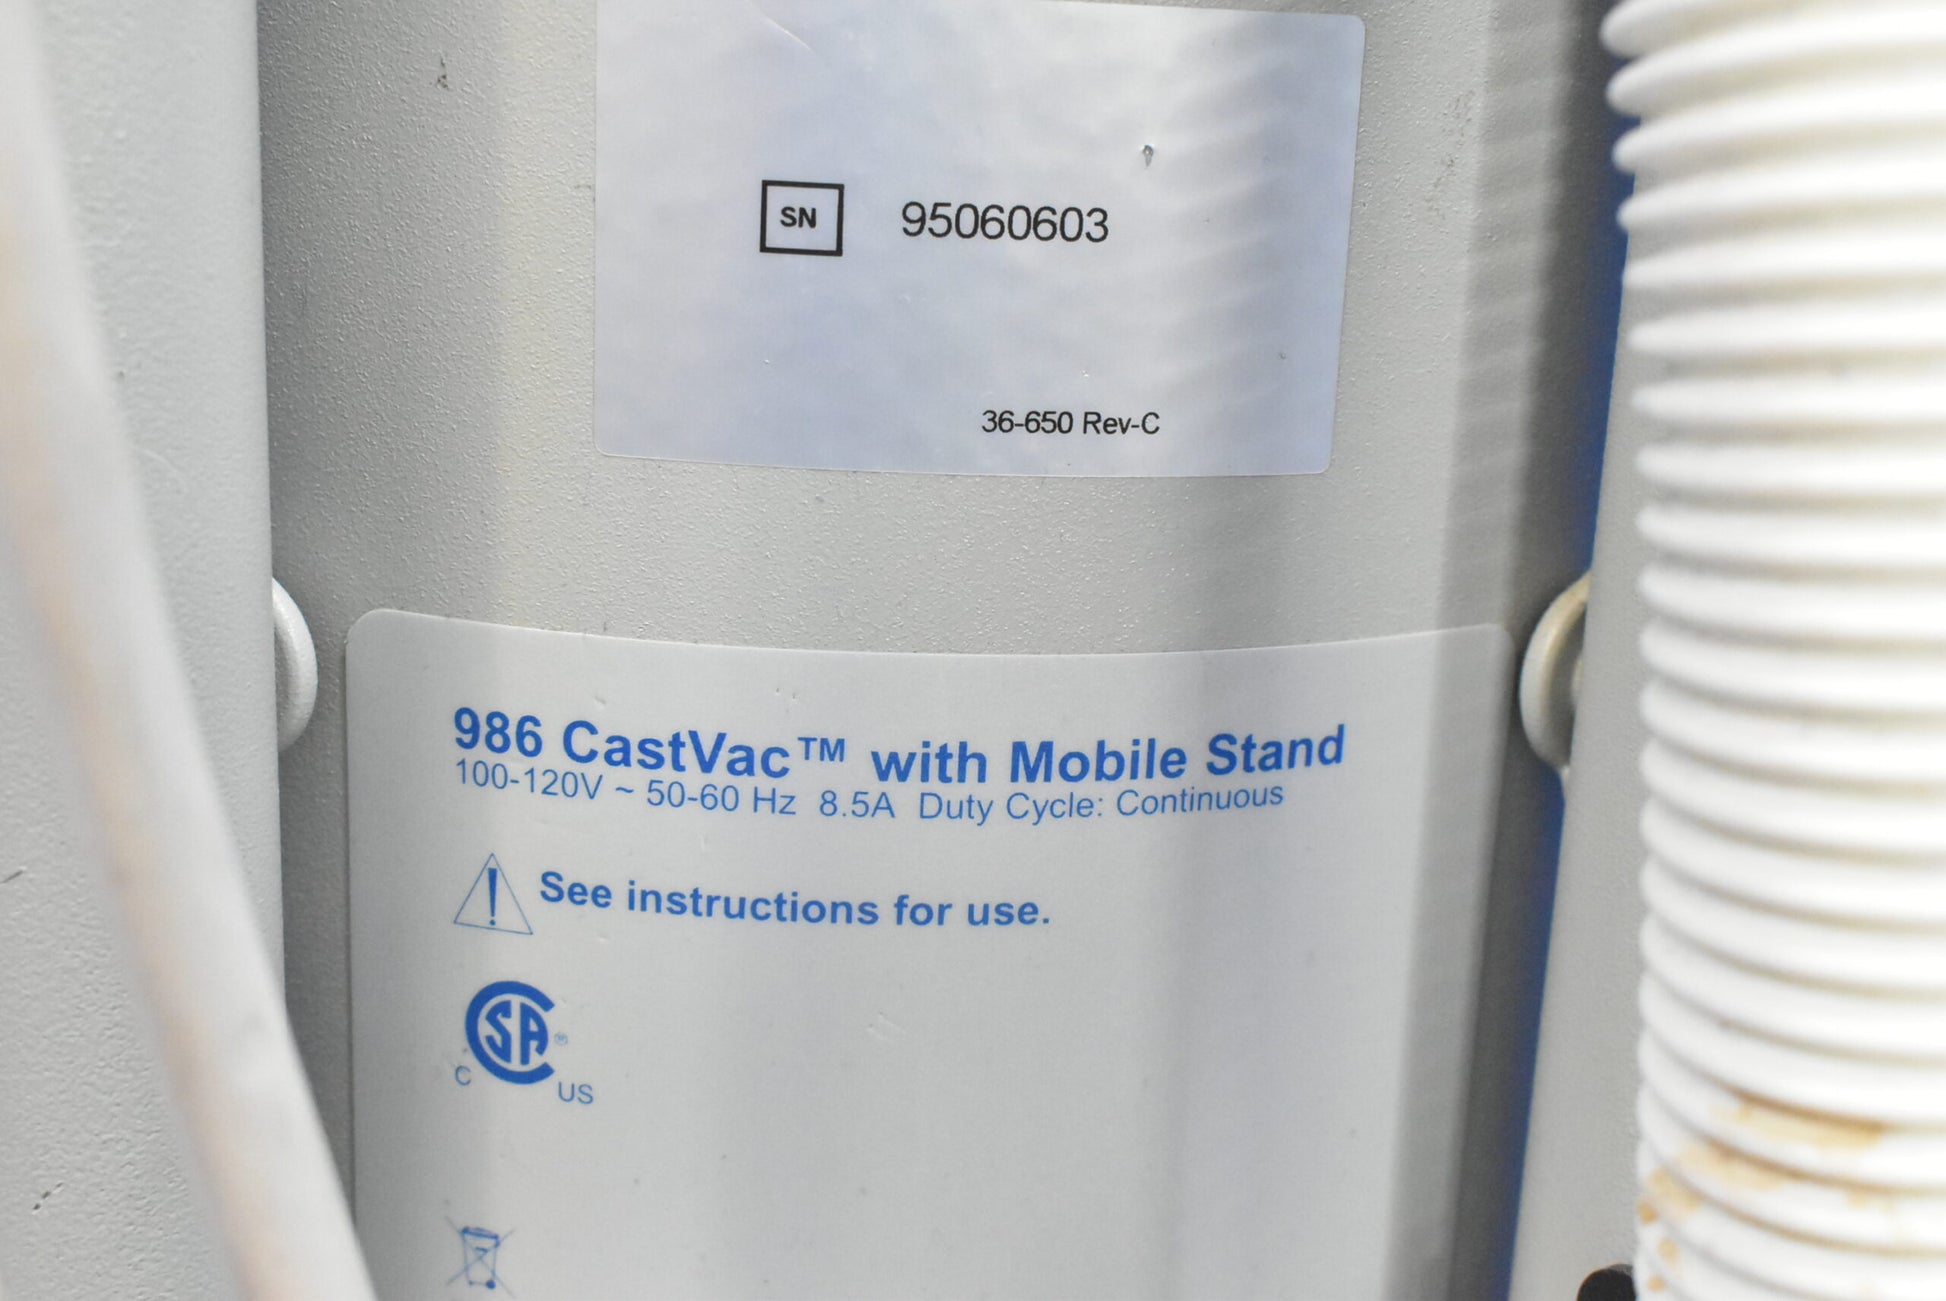 SN 95060603
36-650 Rev-C
986 CastVac™ with Mobile Stand
100-120V ~ 50-60 Hz 8.5A Duty Cycle: Continuous
! See instructions for use.
CSA®
C US